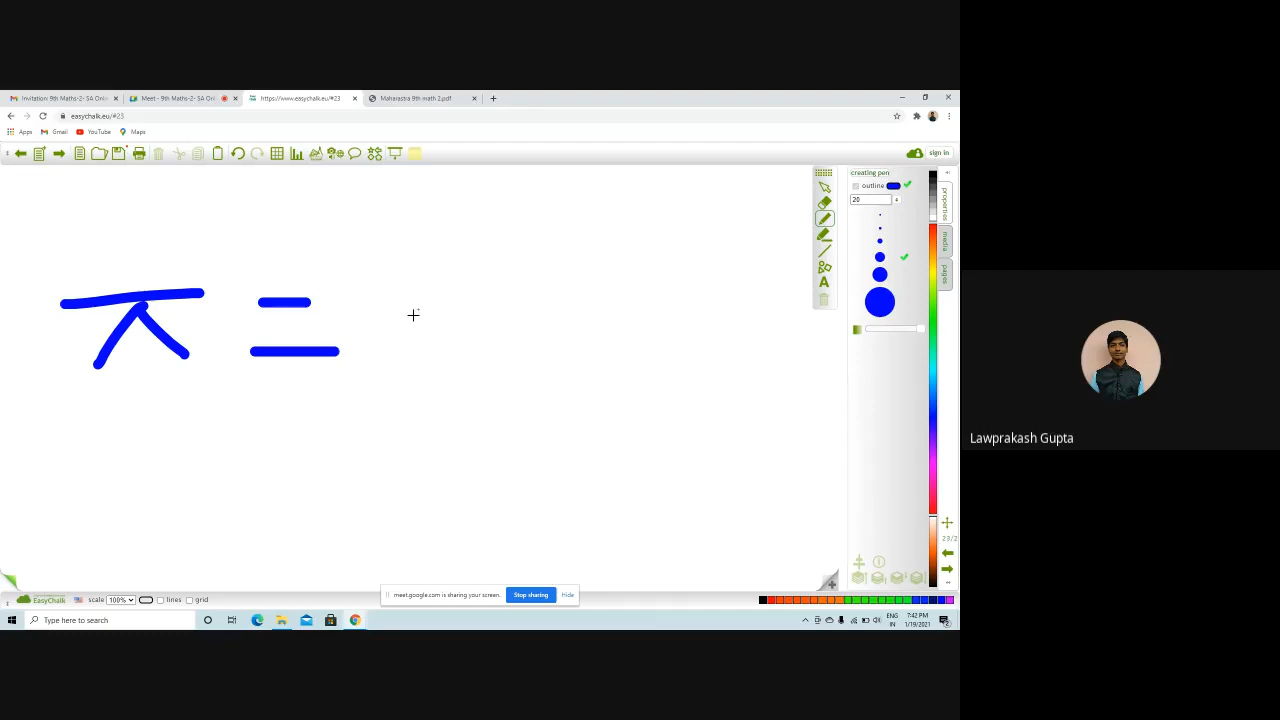 Invitation: 9th Maths-2- SA Onli
Meet - 9th Maths-2- SA Onl
https://www.easychalk.eu/#23
Maharastra 9th math 2.pdf
easychalk.eu/#23
Apps Gmail YouTube Maps
sign in
creating pen
outline
20
properties
media
pages
A
π =
Lawprakash Gupta
23/2
meet.google.com is sharing your screen. Stop sharing Hide
EasyChalk scale 100% lines grid
Type here to search
ENG
IN
7:42 PM
1/19/2021